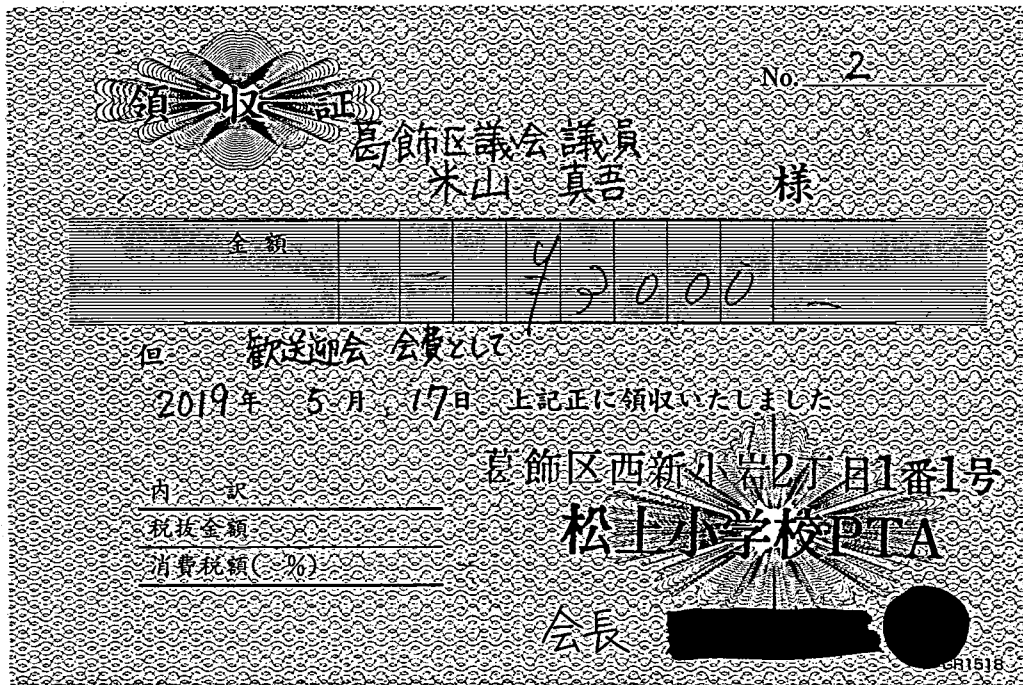 領収証
No. 2
葛飾区議会議員
木山 真吾 様
金額 ¥3000.-
但 歓送迎会 会費として
2019年 5月 17日 上記正に領収いたしました
内訳
税抜金額
消費税額( %)
葛飾区西新小岩2丁目1番1号
松上小学校PTA
会長